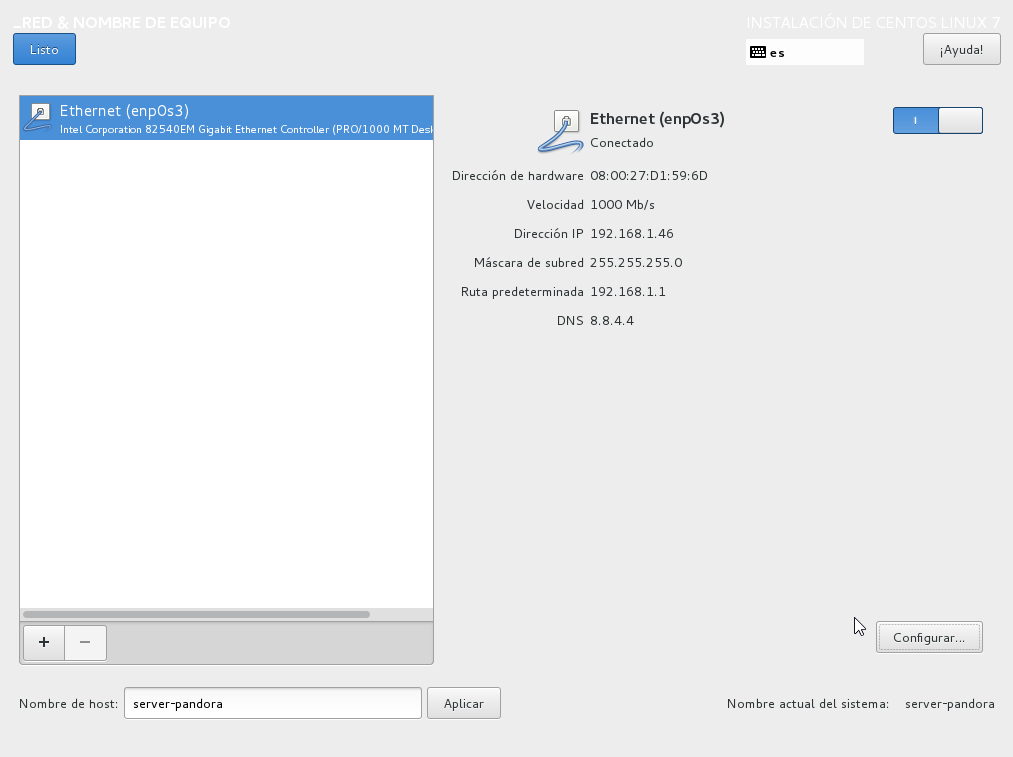 _RED & NOMBRE DE EQUIPO
INSTALACIÓN DE CENTOS LINUX 7
Listo
es
¡Ayuda!
Ethernet (enp0s3)
Intel Corporation 82540EM Gigabit Ethernet Controller (PRO/1000 MT Desk
Ethernet (enp0s3)
Conectado
Dirección de hardware 08:00:27:D1:59:6D
Velocidad 1000 Mb/s
Dirección IP 192.168.1.46
Máscara de subred 255.255.255.0
Ruta predeterminada 192.168.1.1
DNS 8.8.4.4
Configurar...
Nombre de host: server-pandora Aplicar
Nombre actual del sistema: server-pandora